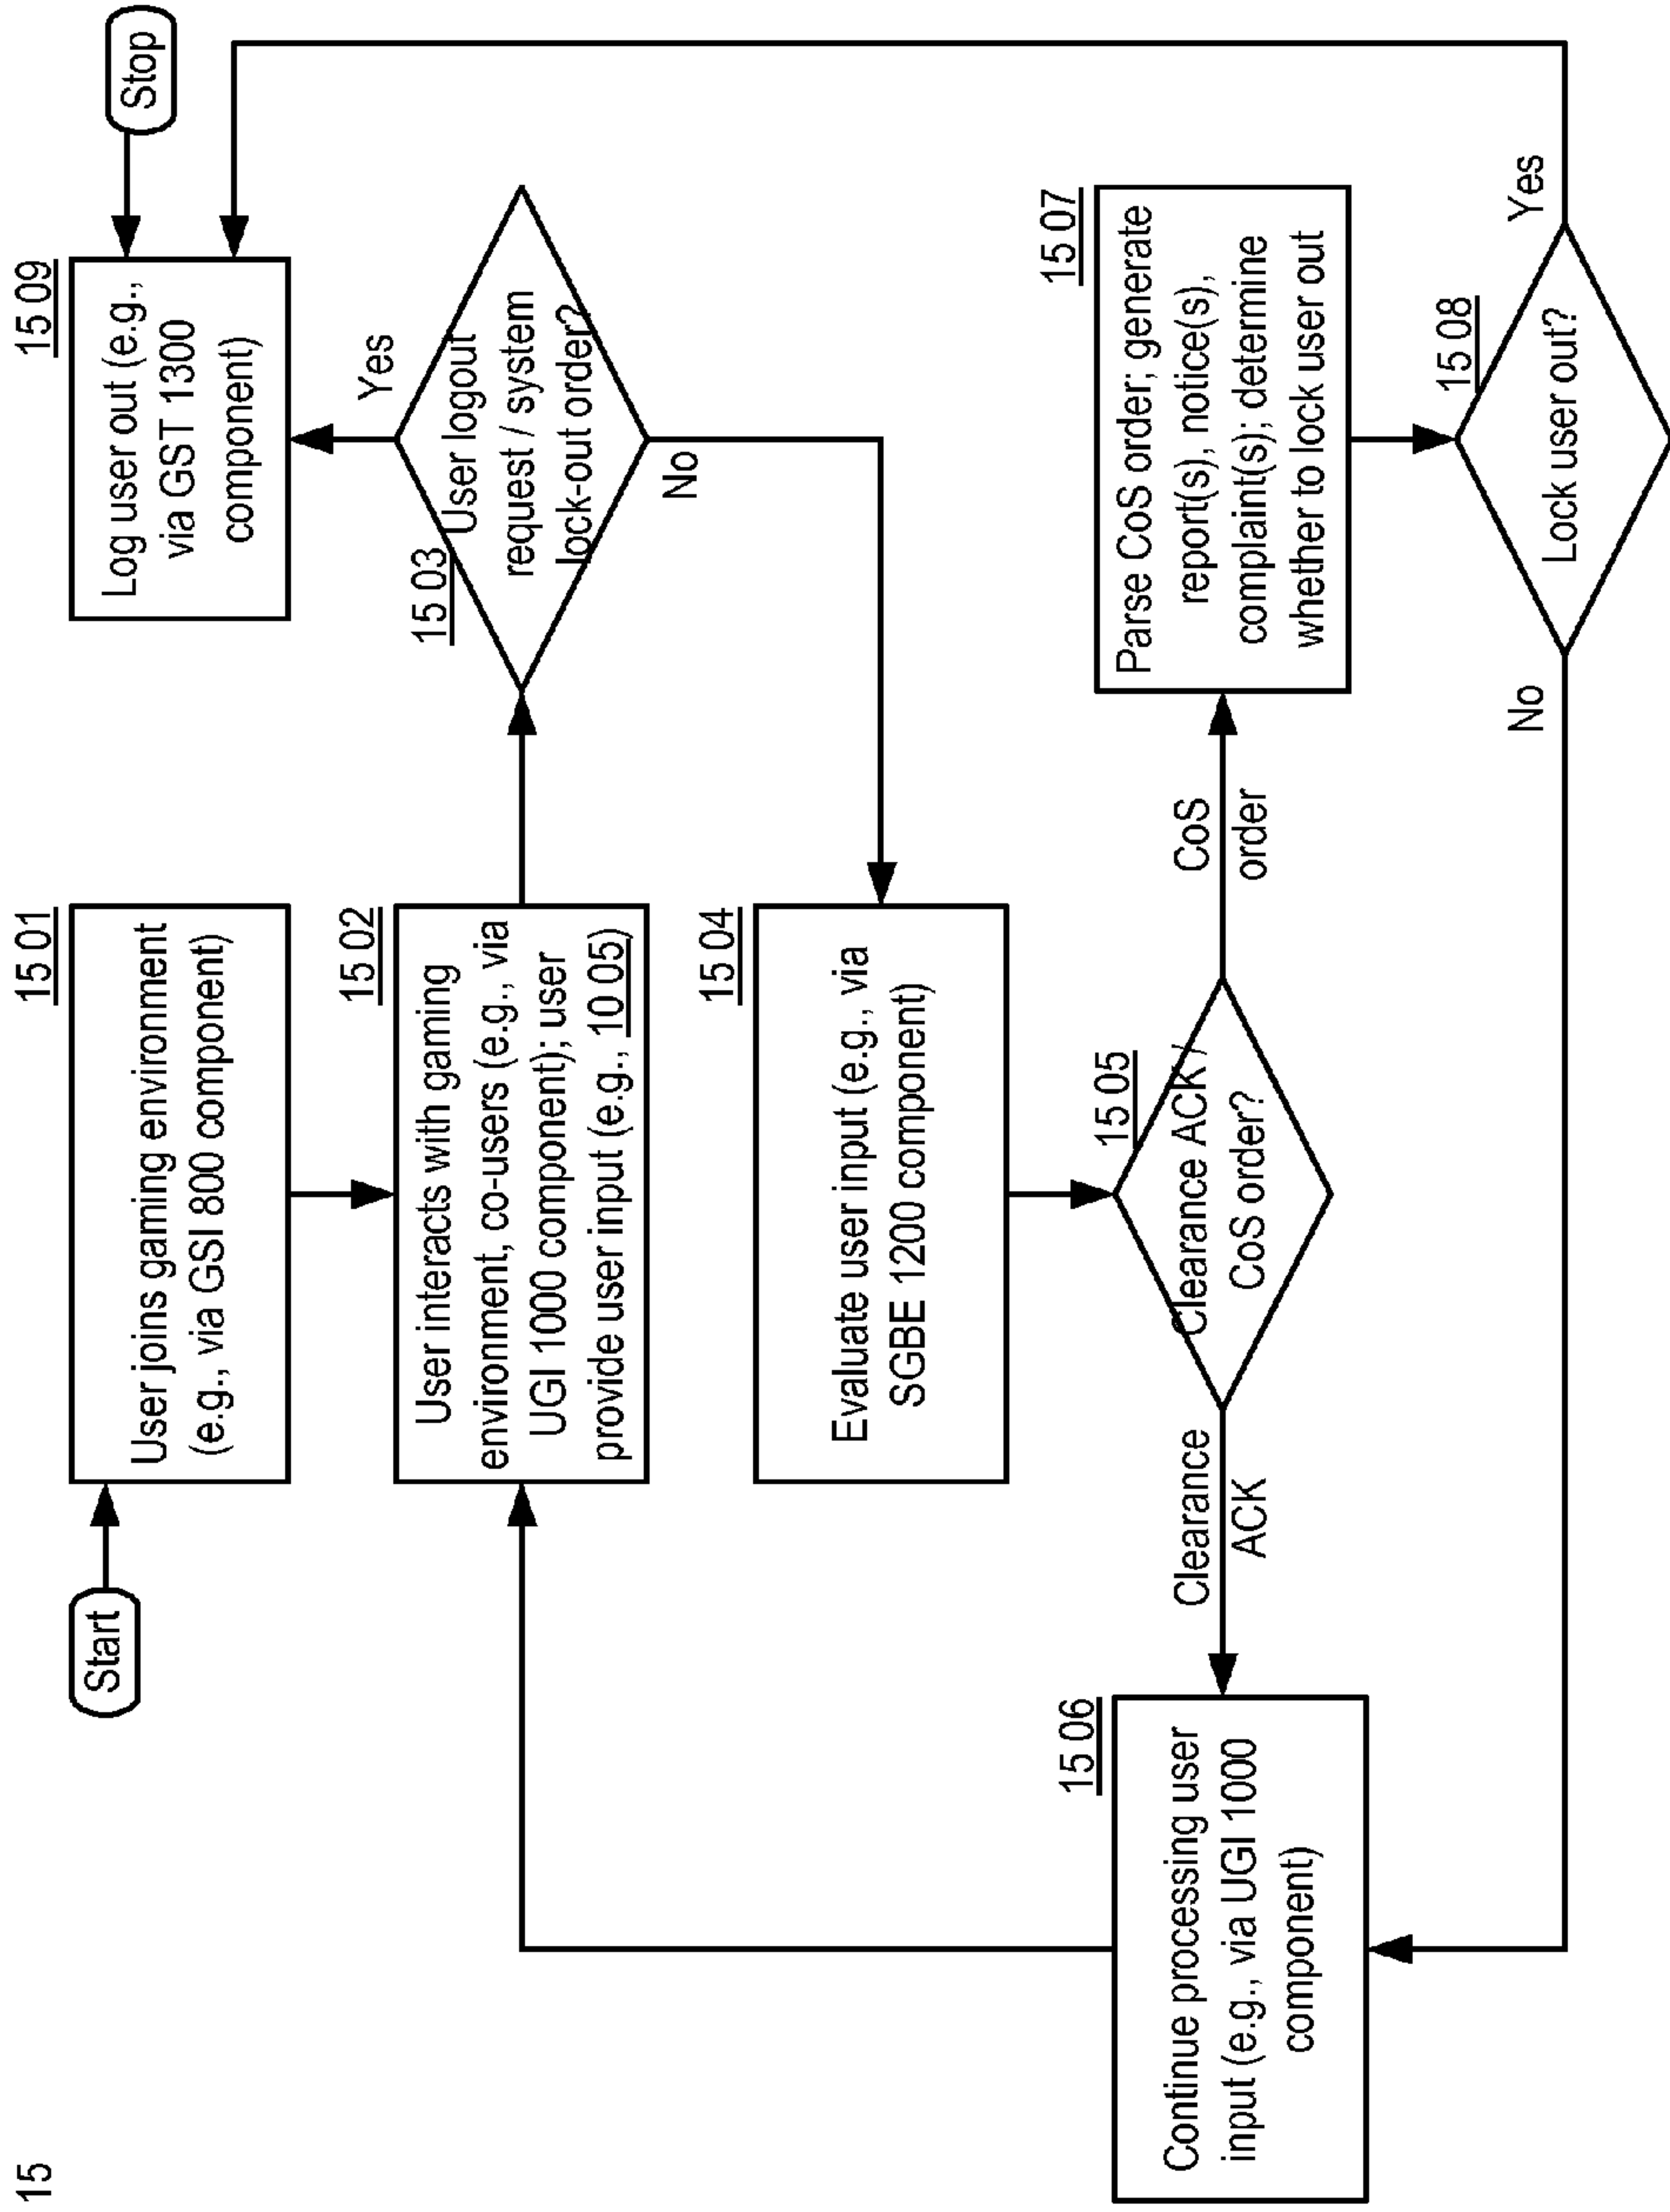 15
Start
15 01
User joins gaming environment
(e.g., via GSI 800 component)
15 02
User interacts with gaming
environment, co-users (e.g., via
UGI 1000 component); user
provide user input (e.g., 10 05)
15 03
User logout
request / system
lock-out order?
Yes
No
15 09
Log user out (e.g.,
via GST 1300
component)
Stop
15 04
Evaluate user input (e.g., via
SGBE 1200 component)
15 05
Clearance ACK /
CoS order?
Clearance
ACK
CoS
order
15 06
Continue processing user
input (e.g., via UGI 1000
component)
15 07
Parse CoS order; generate
report(s), notice(s),
complaint(s); determine
whether to lock user out
15 08
Lock user out?
No
Yes